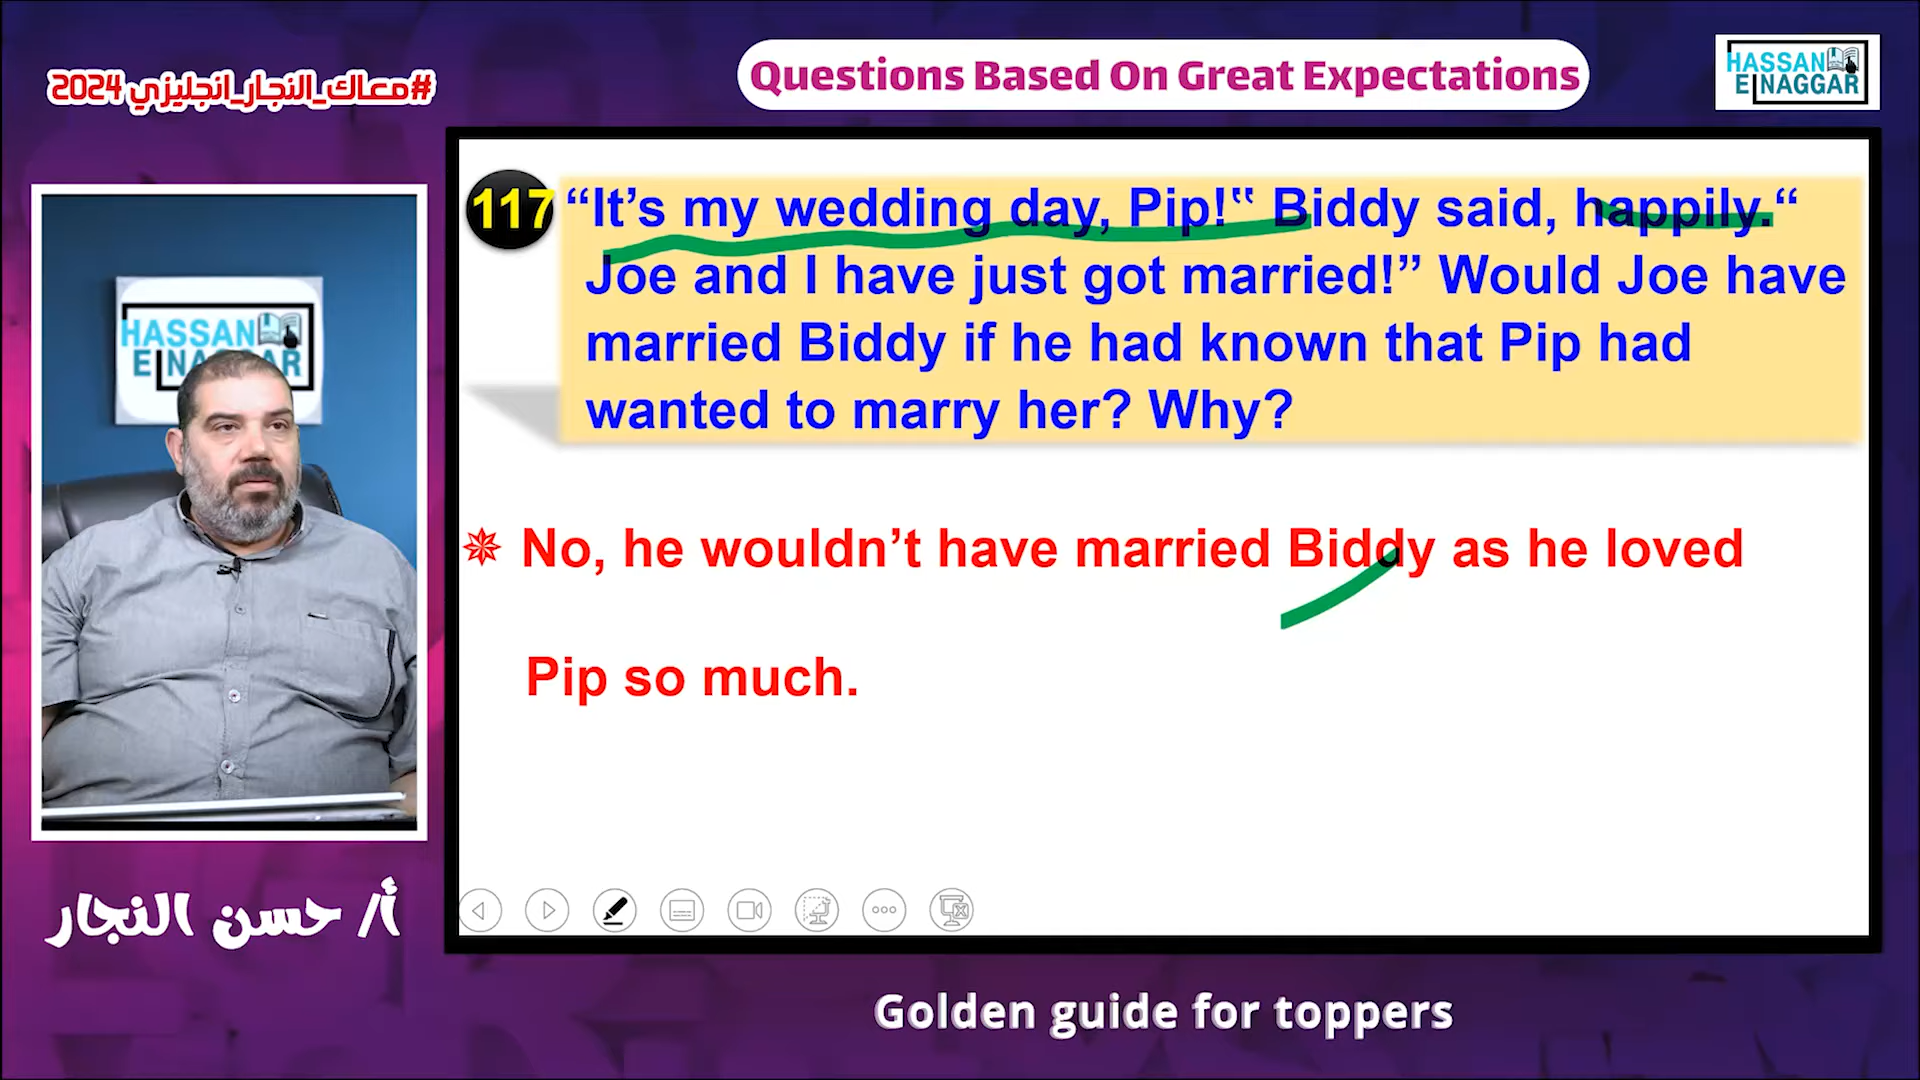 #معاك_النجار_انجليزي 2024
Questions Based On Great Expectations
HASSAN
ELNAGGAR
117 “It’s my wedding day, Pip!‟ Biddy said, happily.“
Joe and I have just got married!” Would Joe have
married Biddy if he had known that Pip had
wanted to marry her? Why?
No, he wouldn’t have married Biddy as he loved
Pip so much.
HASSAN
ELNAGGAR
أ/ حسن النجار
Golden guide for toppers